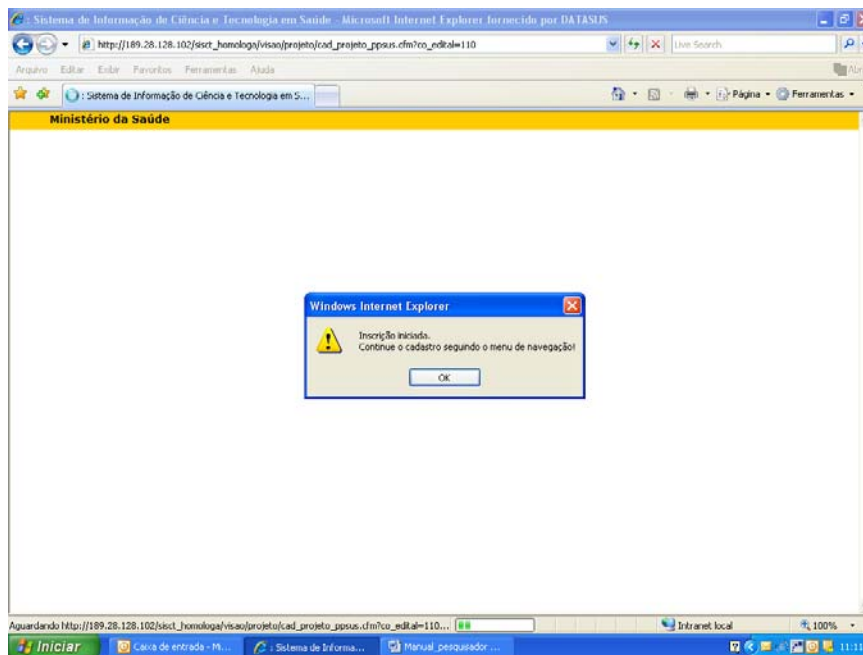 : Sistema de Informação de Ciência e Tecnologia em Saúde - Microsoft Internet Explorer fornecido por DATASUS
http://189.28.128.102/sisct_homologa/visao/projeto/cad_projeto_ppsus.cfm?co_edital=110
Live Search
Arquivo Editar Exibir Favoritos Ferramentas Ajuda
: Sistema de Informação de Ciência e Tecnologia em S...
Página
Ferramentas
Ministério da Saúde
Windows Internet Explorer
Inscrição iniciada.
Continue o cadastro seguindo o menu de navegação!
OK
Aguardando http://189.28.128.102/sisct_homologa/visao/projeto/cad_projeto_ppsus.cfm?co_edital=110...
Intranet local
100%
Iniciar
Caixa de entrada - M...
: Sistema de Informa...
Manual_pesquisador ...